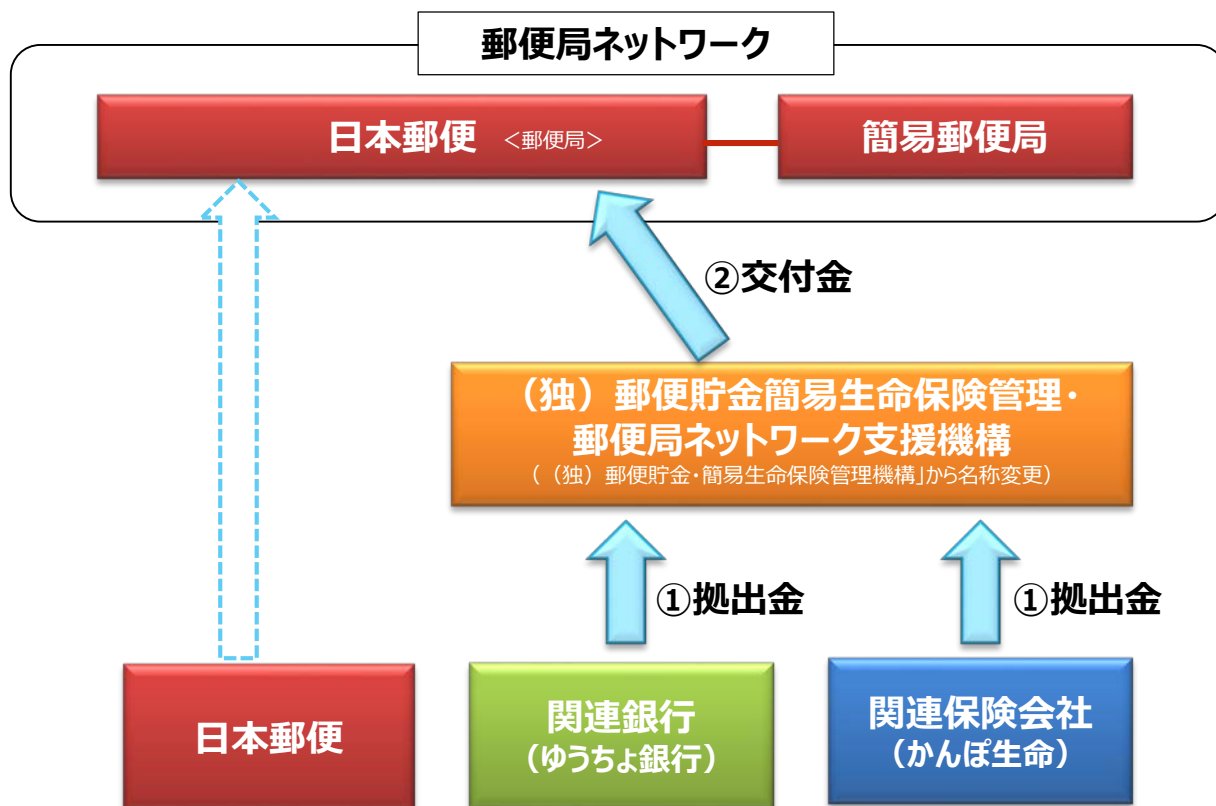 郵便局ネットワーク
日本郵便 ＜郵便局＞
簡易郵便局
②交付金
（独）郵便貯金簡易生命保険管理・
郵便局ネットワーク支援機構
（（独）郵便貯金・簡易生命保険管理機構」から名称変更）
①拠出金
①拠出金
日本郵便
関連銀行
（ゆうちょ銀行）
関連保険会社
（かんぽ生命）